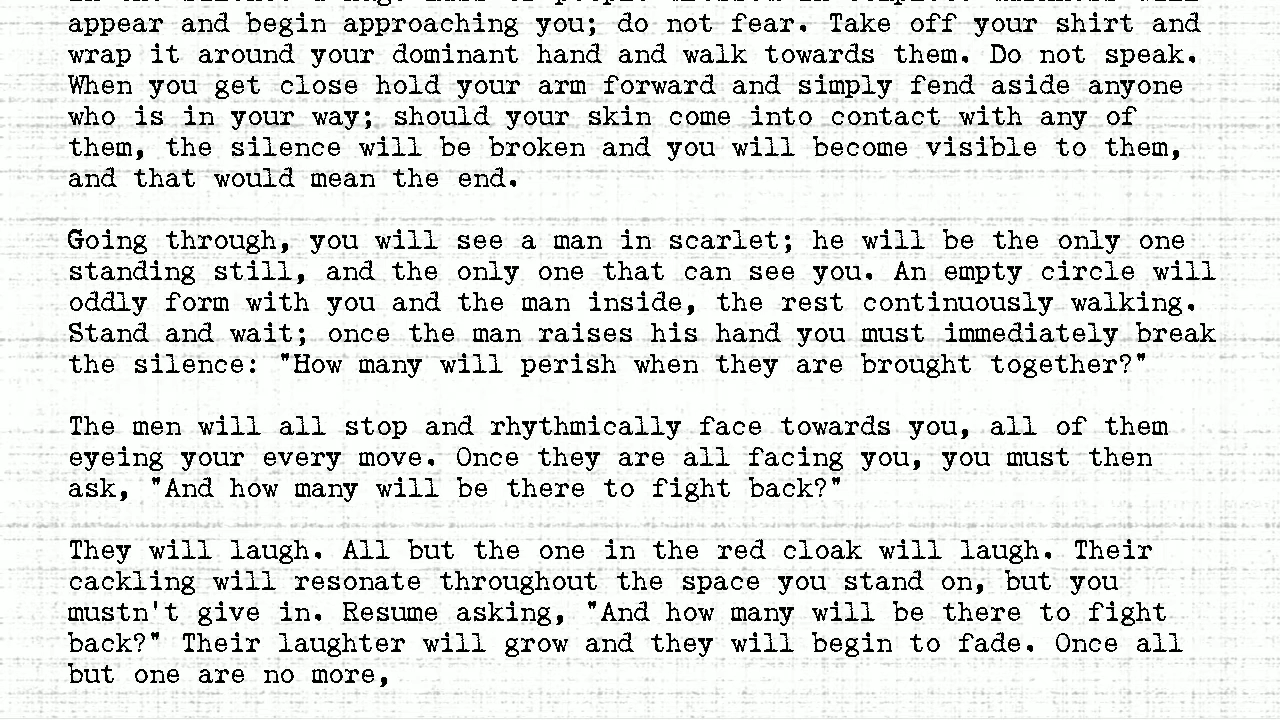 appear and begin approaching you; do not fear. Take off your shirt and
wrap it around your dominant hand and walk towards them. Do not speak.
When you get close hold your arm forward and simply fend aside anyone
who is in your way; should your skin come into contact with any of
them, the silence will be broken and you will become visible to them,
and that would mean the end.
Going through, you will see a man in scarlet; he will be the only one
standing still, and the only one that can see you. An empty circle will
oddly form with you and the man inside, the rest continuously walking.
Stand and wait; once the man raises his hand you must immediately break
the silence: "How many will perish when they are brought together?"
The men will all stop and rhythmically face towards you, all of them
eyeing your every move. Once they are all facing you, you must then
ask, "And how many will be there to fight back?"
They will laugh. All but the one in the red cloak will laugh. Their
cackling will resonate throughout the space you stand on, but you
mustn't give in. Resume asking, "And how many will be there to fight
back?" Their laughter will grow and they will begin to fade. Once all
but one are no more,